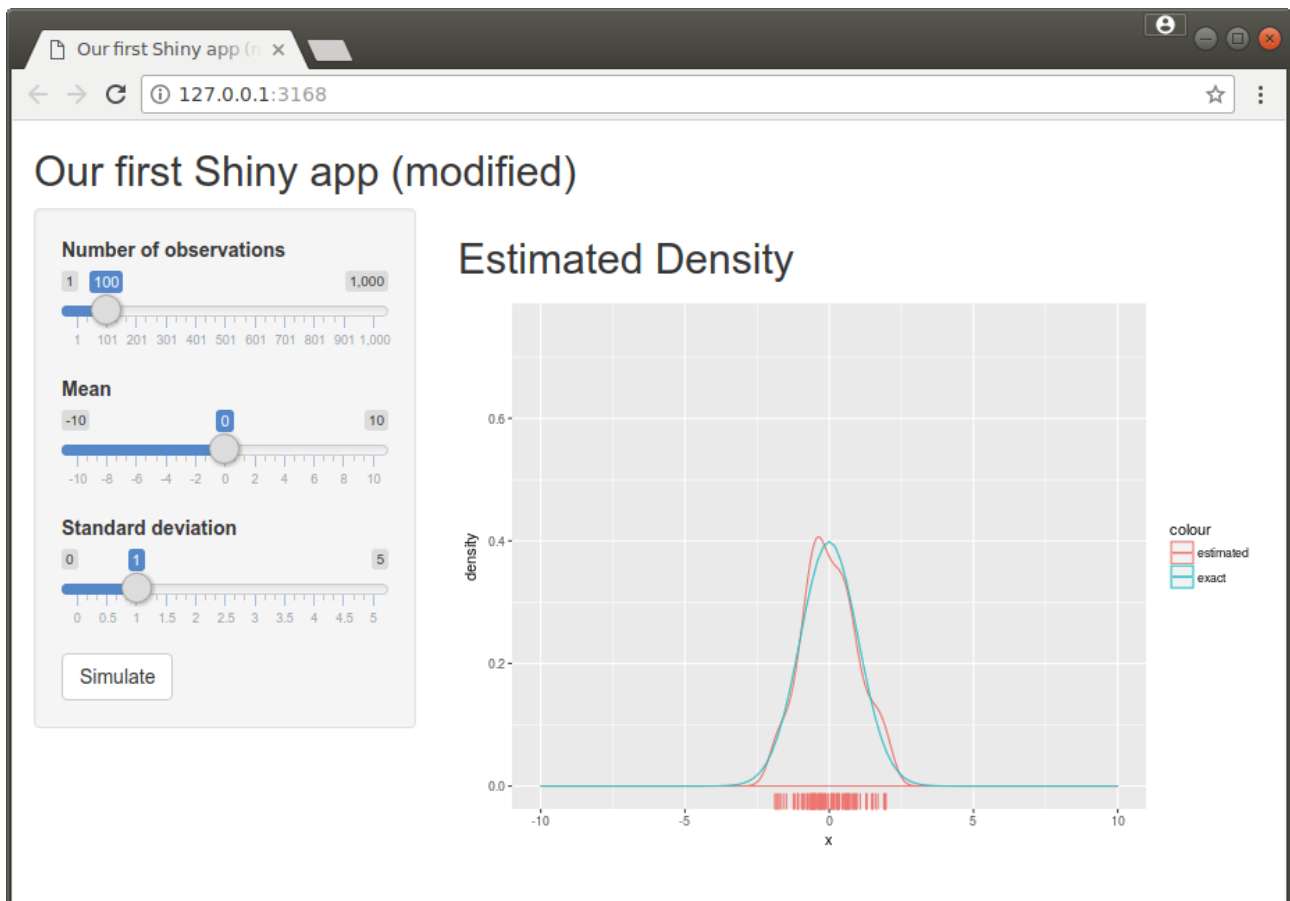 Our first Shiny app (
127.0.0.1:3168
Our first Shiny app (modified)
Number of observations
1 100 1,000
1 101 201 301 401 501 601 701 801 901 1,000
Mean
-10 0 10
-10 -8 -6 -4 -2 0 2 4 6 8 10
Standard deviation
0 1 5
0 0.5 1 1.5 2 2.5 3 3.5 4 4.5 5
Simulate
Estimated Density
density
0.6
0.4
0.2
0.0
-10 -5 0 5 10
x
colour
estimated
exact